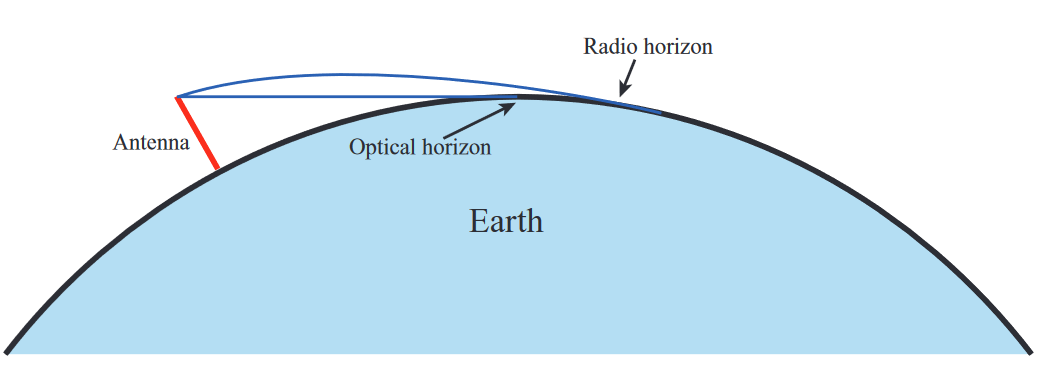 Radio horizon
Antenna
Optical horizon
Earth